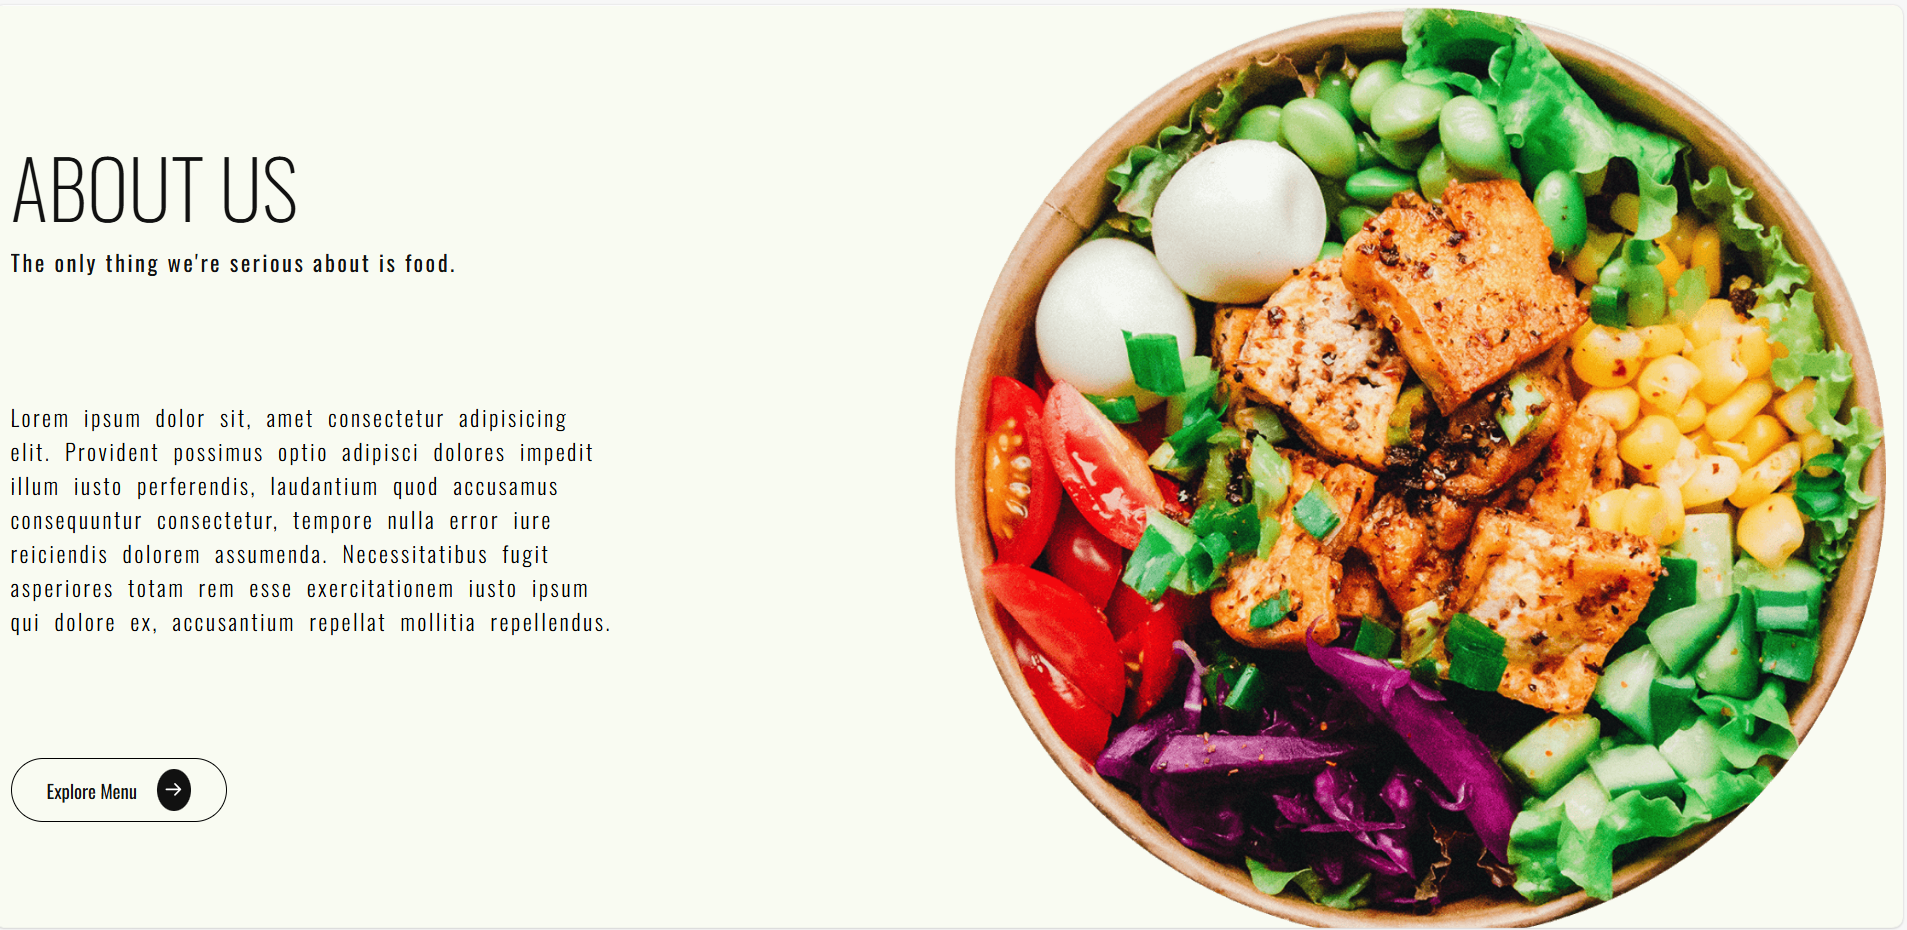 ABOUT US
The only thing we're serious about is food.
Lorem ipsum dolor sit, amet consectetur adipisicing
elit. Provident possimus optio adipisci dolores impedit
illum iusto perferendis, laudantium quod accusamus
consequuntur consectetur, tempore nulla error iure
reiciendis dolorem assumenda. Necessitatibus fugit
asperiores totam rem esse exercitationem iusto ipsum
qui dolore ex, accusantium repellat mollitia repellendus.
Explore Menu